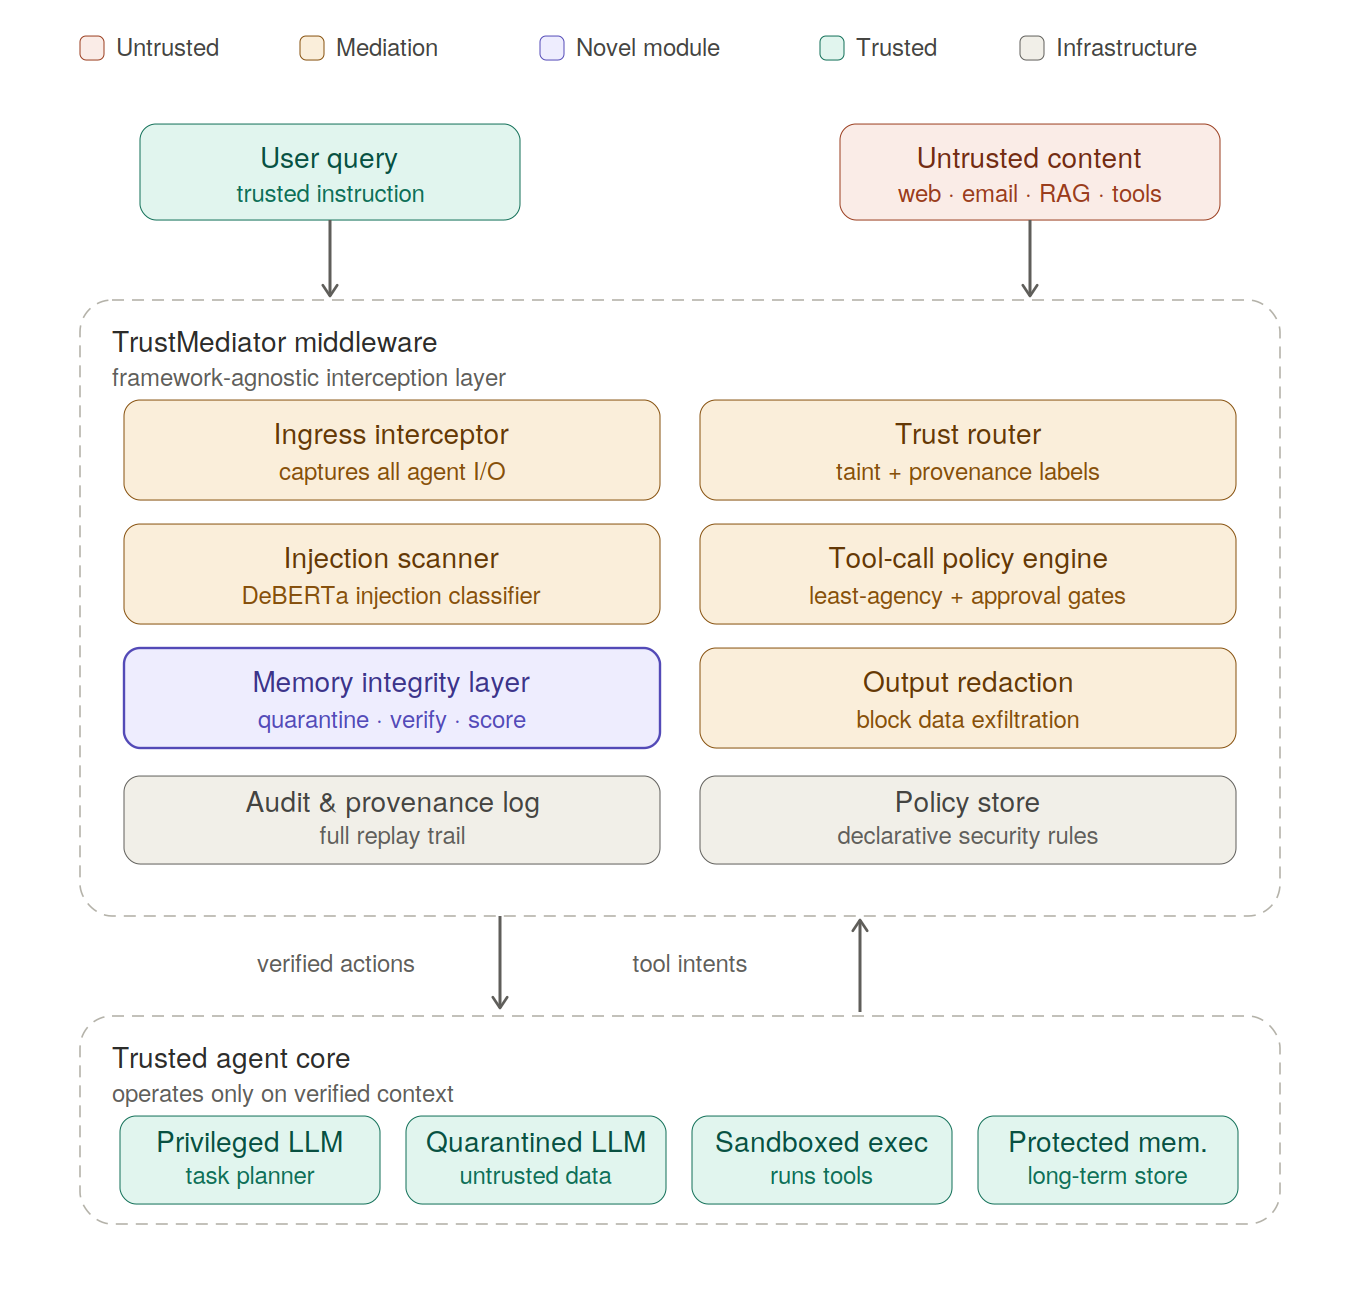 Untrusted
Mediation
Novel module
Trusted
Infrastructure
User query
trusted instruction
Untrusted content
web · email · RAG · tools
TrustMediator middleware
framework-agnostic interception layer
Ingress interceptor
captures all agent I/O
Trust router
taint + provenance labels
Injection scanner
DeBERTa injection classifier
Tool-call policy engine
least-agency + approval gates
Memory integrity layer
quarantine · verify · score
Output redaction
block data exfiltration
Audit & provenance log
full replay trail
Policy store
declarative security rules
verified actions
tool intents
Trusted agent core
operates only on verified context
Privileged LLM
task planner
Quarantined LLM
untrusted data
Sandboxed exec
runs tools
Protected mem.
long-term store